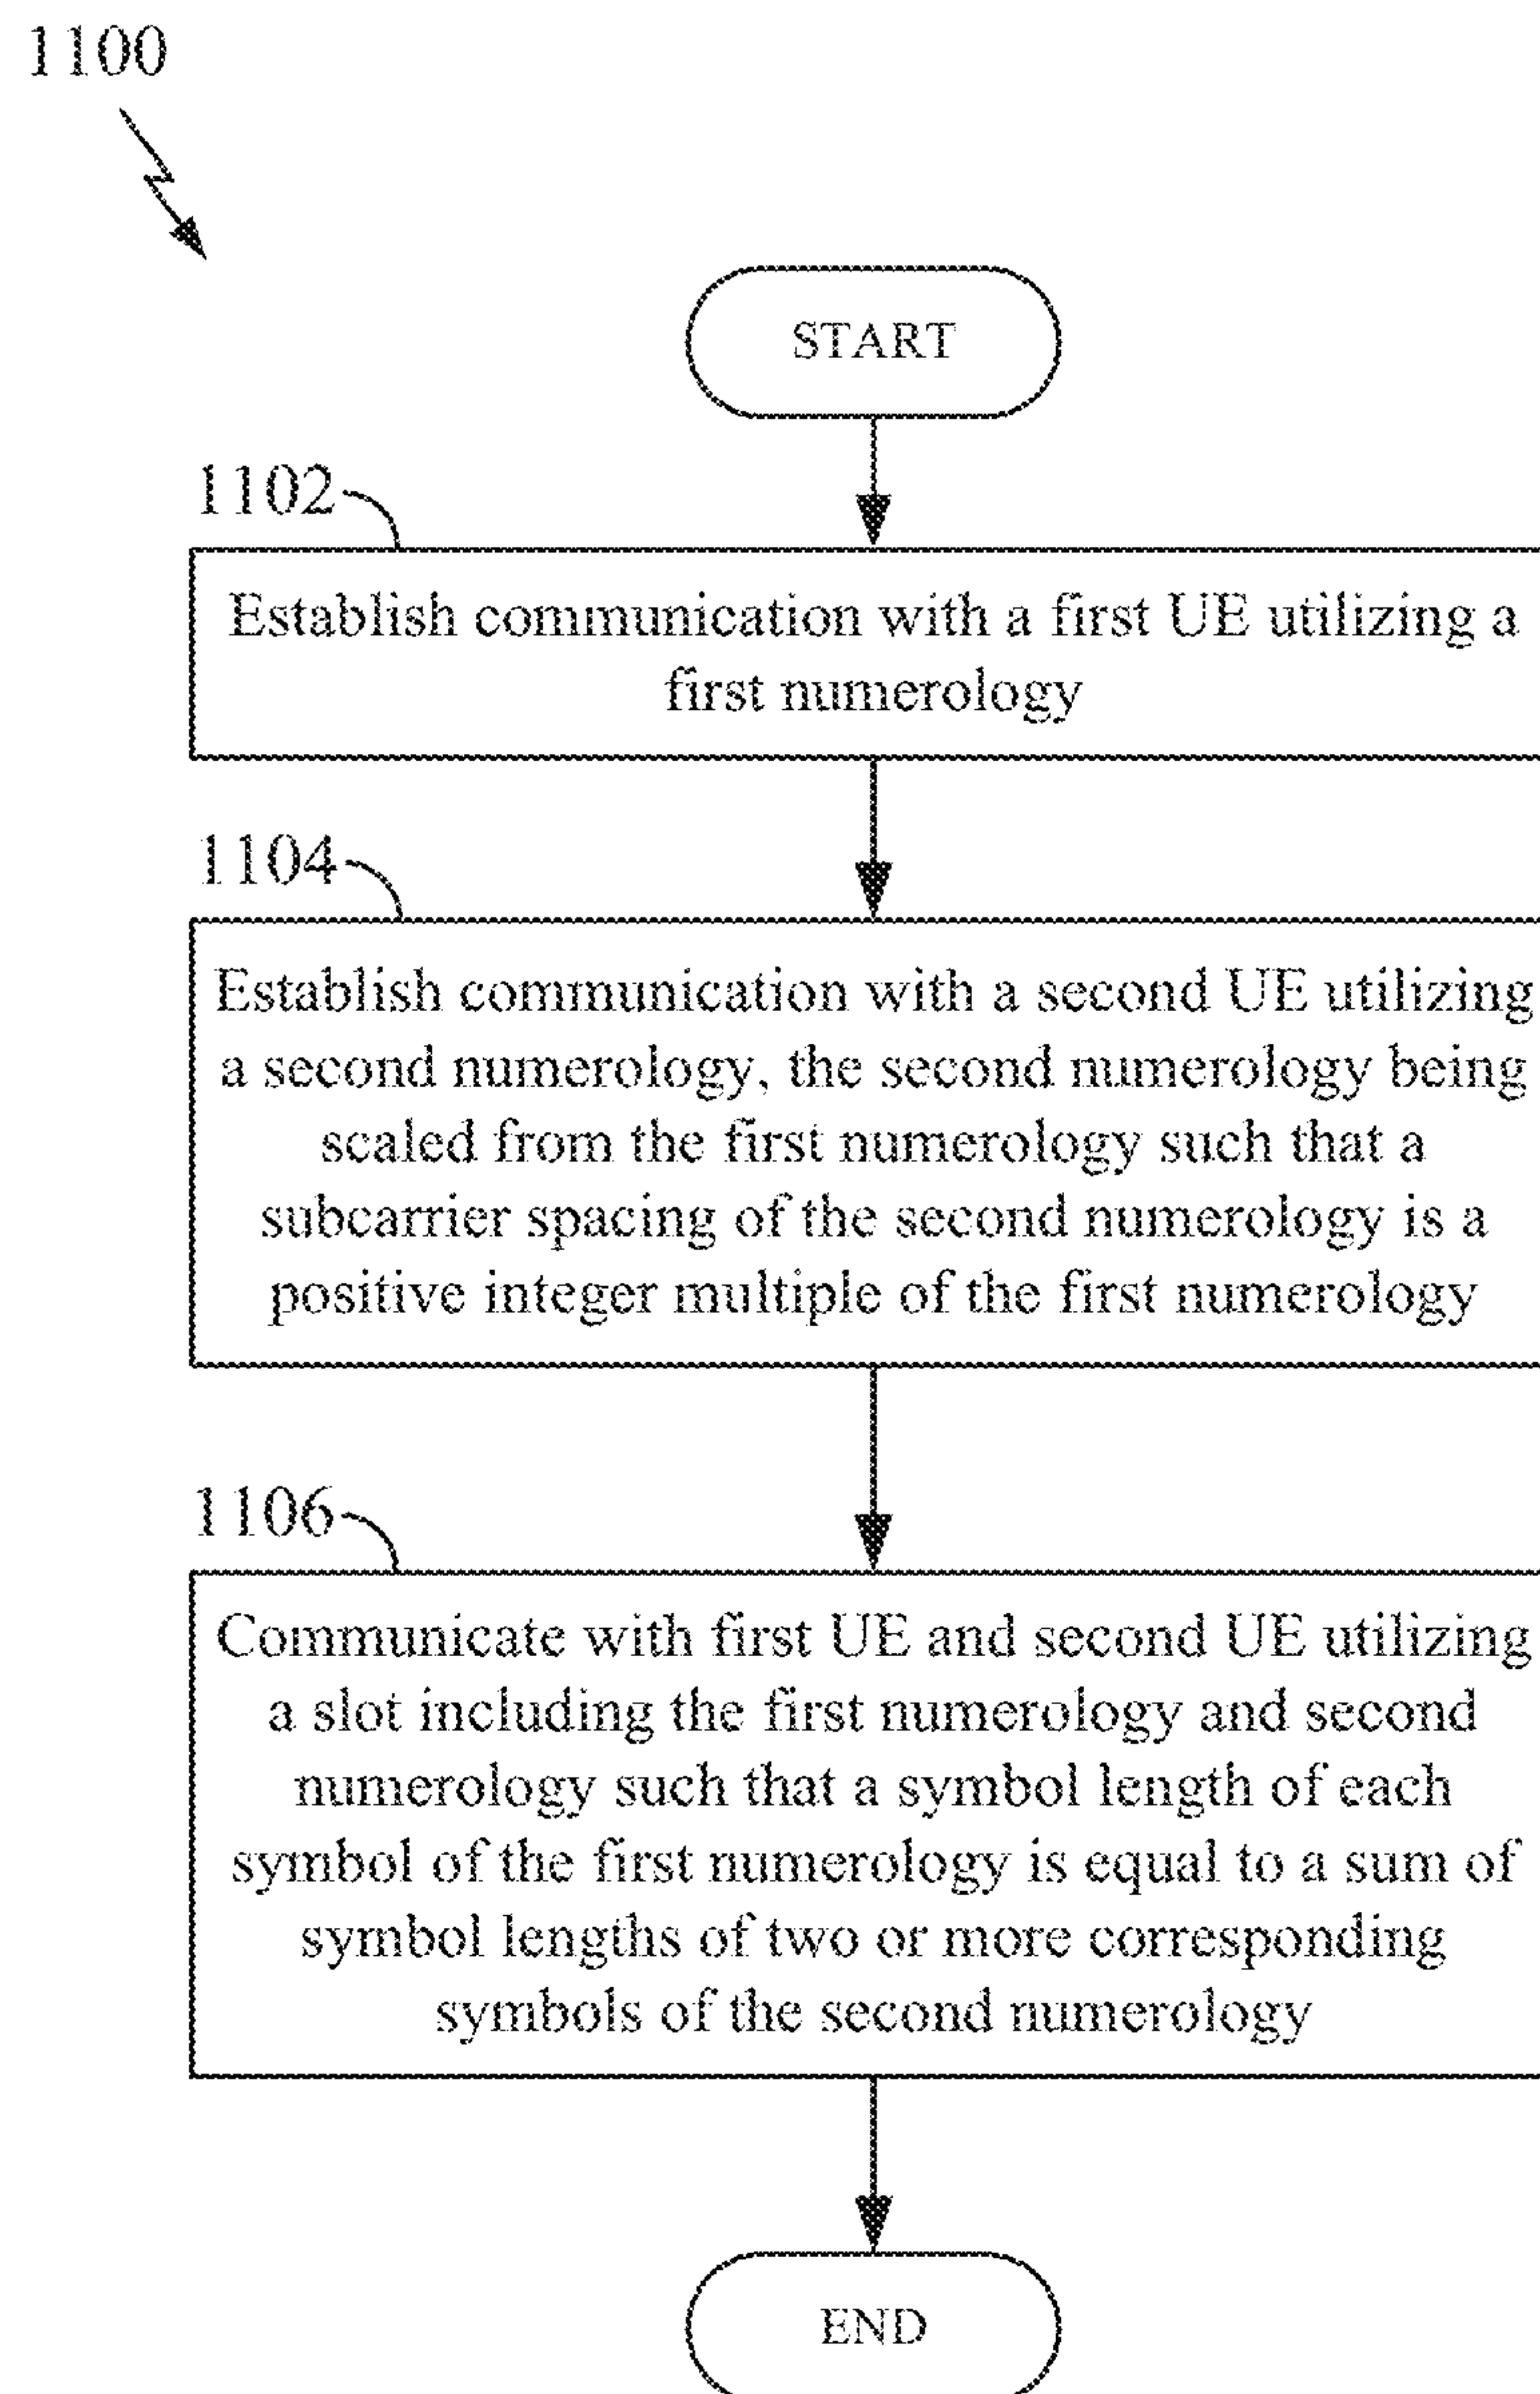 1100
START
1102
Establish communication with a first UE utilizing a
first numerology
1104
Establish communication with a second UE utilizing
a second numerology, the second numerology being
scaled from the first numerology such that a
subcarrier spacing of the second numerology is a
positive integer multiple of the first numerology
1106
Communicate with first UE and second UE utilizing
a slot including the first numerology and second
numerology such that a symbol length of each
symbol of the first numerology is equal to a sum of
symbol lengths of two or more corresponding
symbols of the second numerology
END